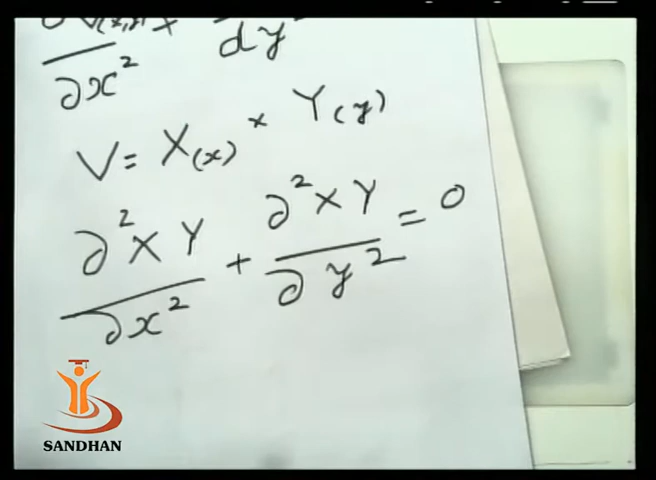 ∂x² dy
V = X(x) * Y(y)
∂²XY/∂x² + ∂²XY/∂y² = 0
SANDHAN